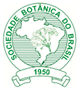 SOCIEDADE BOTÂNICA DO BRASIL
1950